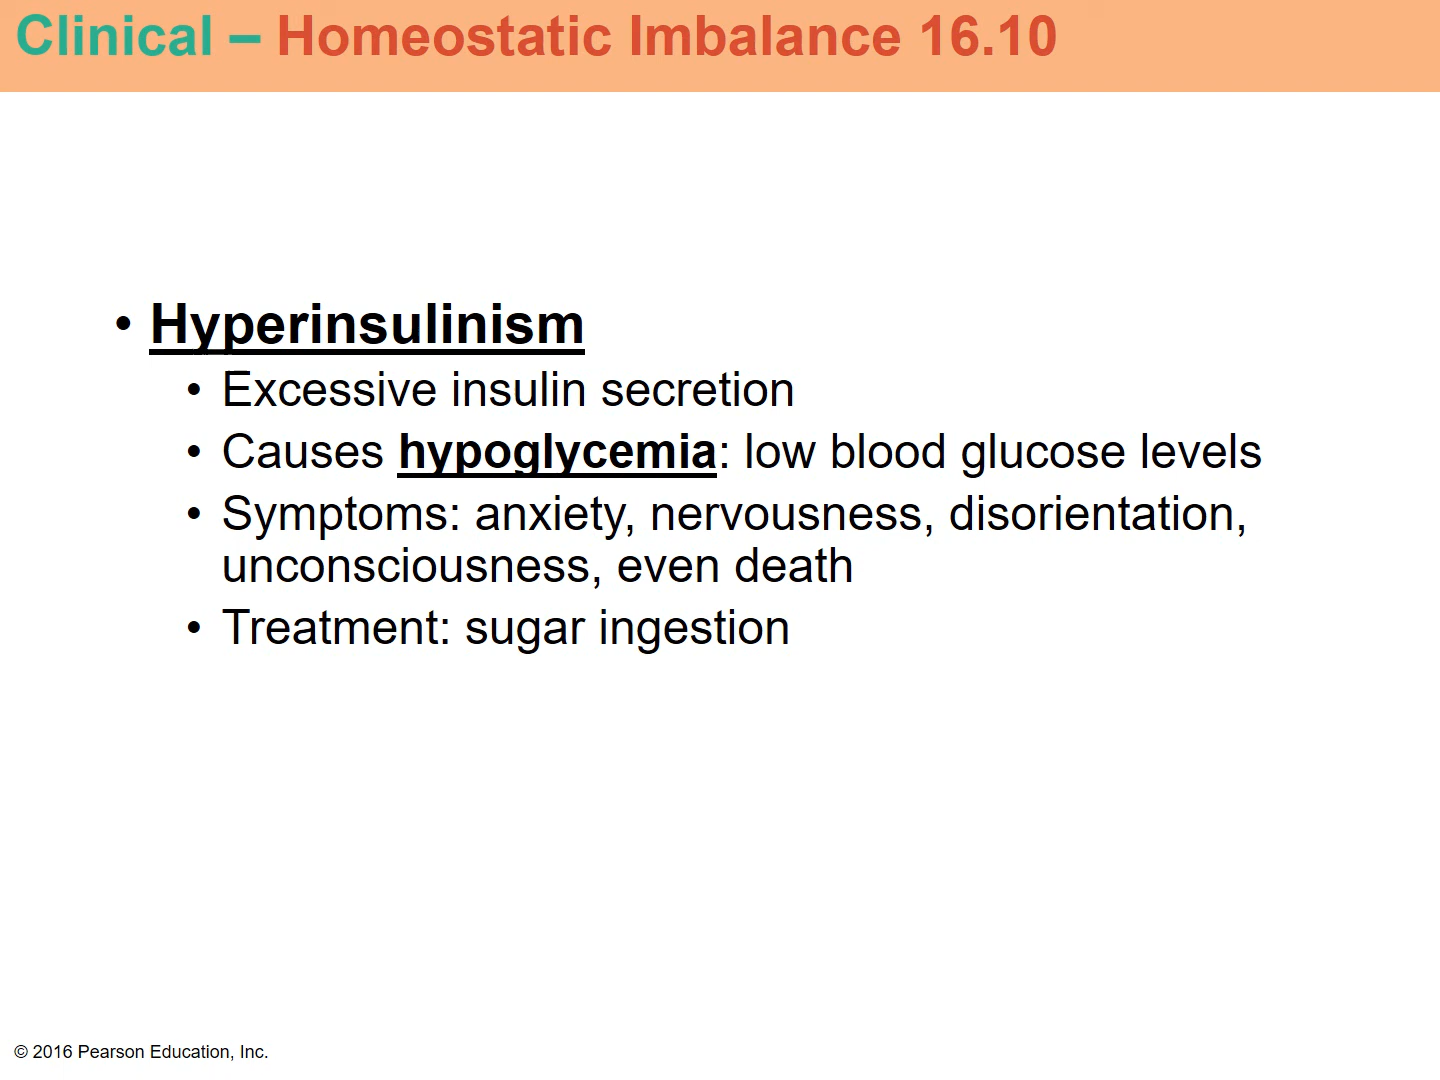 Clinical – Homeostatic Imbalance 16.10
• Hyperinsulinism
• Excessive insulin secretion
• Causes hypoglycemia: low blood glucose levels
• Symptoms: anxiety, nervousness, disorientation,
unconsciousness, even death
• Treatment: sugar ingestion
© 2016 Pearson Education, Inc.